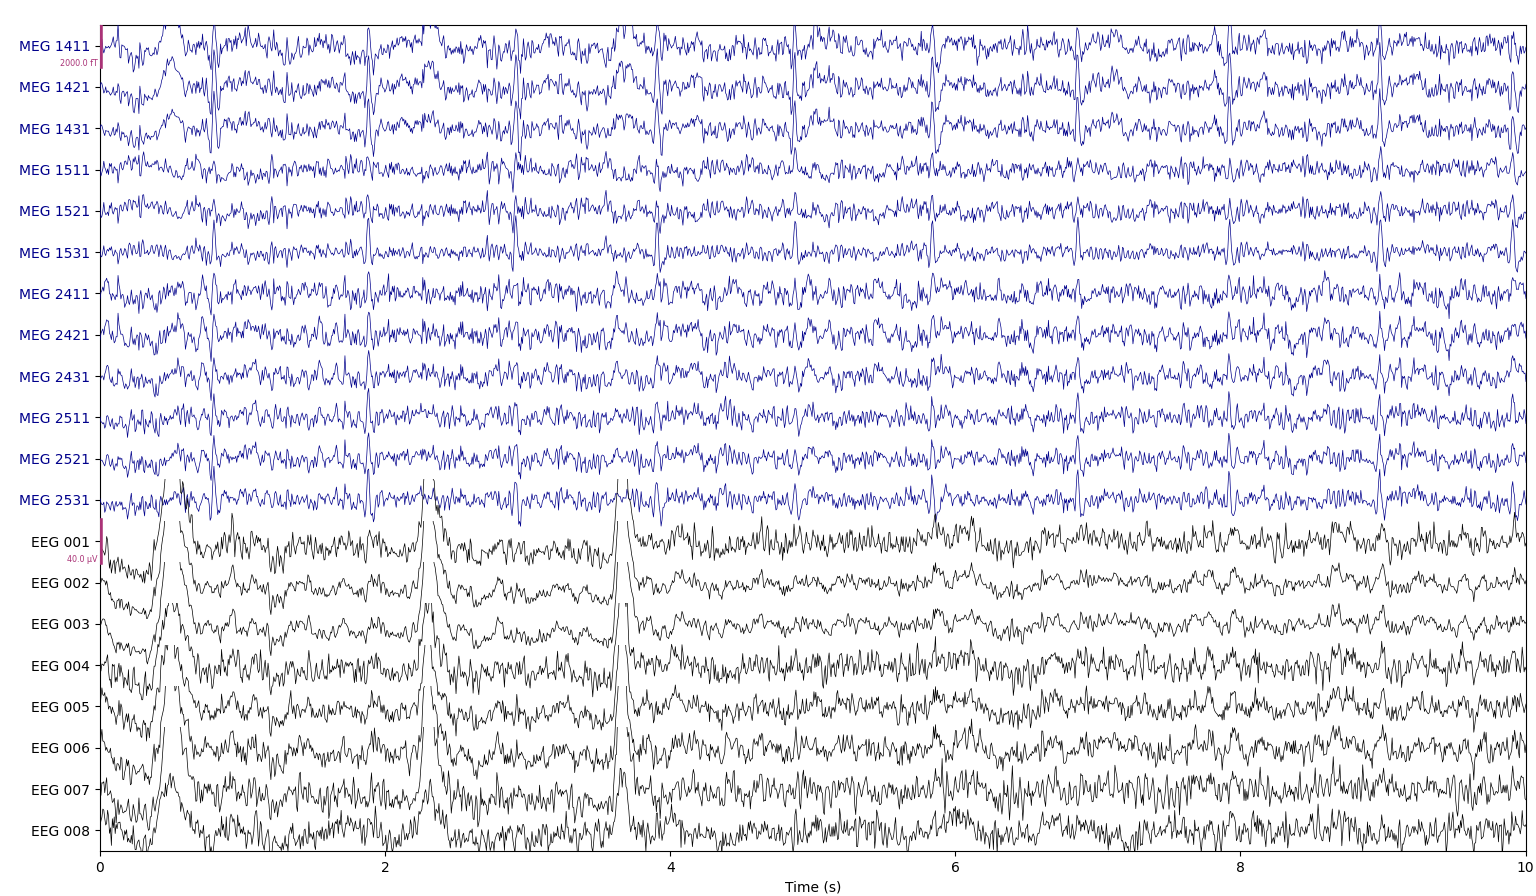 MEG 1411
2000.0 fT
MEG 1421
MEG 1431
MEG 1511
MEG 1521
MEG 1531
MEG 2411
MEG 2421
MEG 2431
MEG 2511
MEG 2521
MEG 2531
EEG 001
40.0 µV
EEG 002
EEG 003
EEG 004
EEG 005
EEG 006
EEG 007
EEG 008
0 2 4 6 8 10
Time (s)